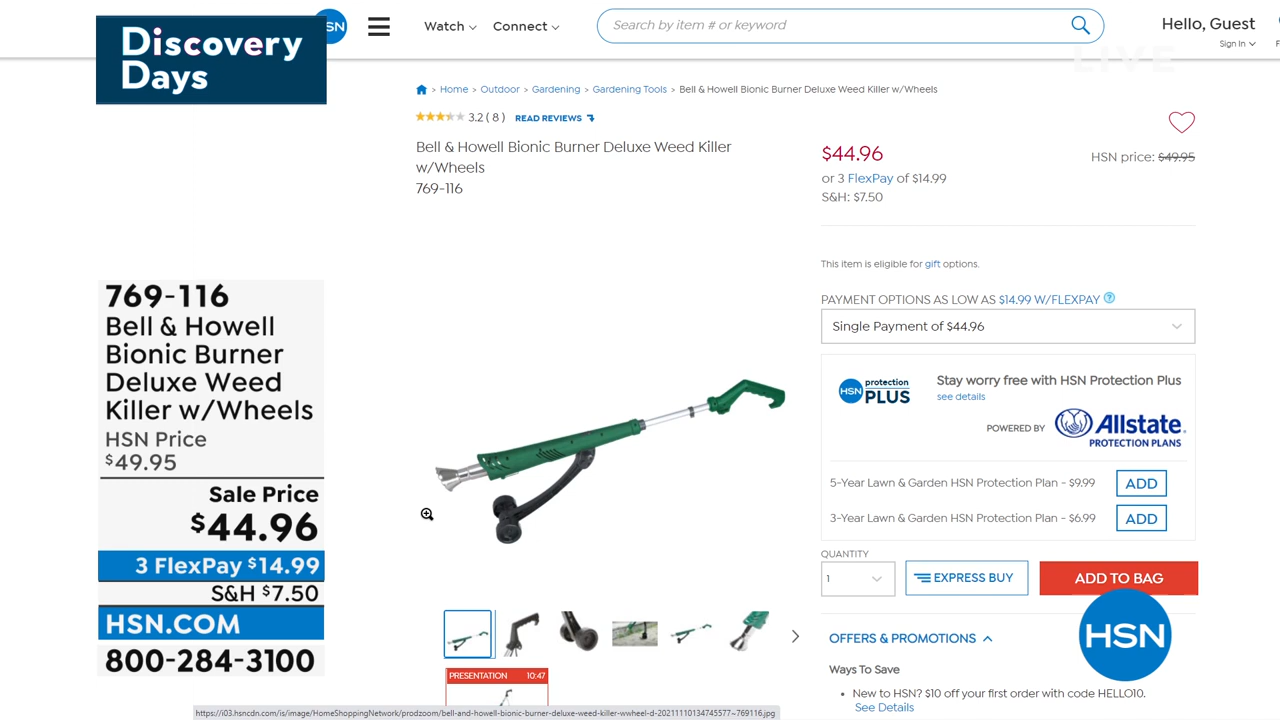 Discovery
Days
SN
Watch
Connect
Search by item # or keyword
Hello, Guest
Sign In
LIVE
> Home > Outdoor > Gardening > Gardening Tools > Bell & Howell Bionic Burner Deluxe Weed Killer w/Wheels
3.2 ( 8 ) READ REVIEWS
Bell & Howell Bionic Burner Deluxe Weed Killer
w/Wheels
769-116
$44.96
HSN price: $49.95
or 3 FlexPay of $14.99
S&H: $7.50
This item is eligible for gift options.
PAYMENT OPTIONS AS LOW AS $14.99 W/FLEXPAY ?
Single Payment of $44.96
HSN protection PLUS
Stay worry free with HSN Protection Plus
see details
POWERED BY Allstate.
PROTECTION PLANS
5-Year Lawn & Garden HSN Protection Plan - $9.99 ADD
3-Year Lawn & Garden HSN Protection Plan - $6.99 ADD
QUANTITY
1
EXPRESS BUY
ADD TO BAG
OFFERS & PROMOTIONS
HSN
Ways To Save
• New to HSN? $10 off your first order with code HELLO10.
See Details
769-116
Bell & Howell
Bionic Burner
Deluxe Weed
Killer w/Wheels
HSN Price
$49.95
Sale Price
$44.96
3 FlexPay $14.99
S&H $7.50
HSN.COM
800-284-3100
PRESENTATION 10:47
https://i03.hsncdn.com/is/image/HomeShoppingNetwork/prodzoom/bell-and-howell-bionic-burner-deluxe-weed-killer-wwheel-d-20211110134745577~769116.jpg